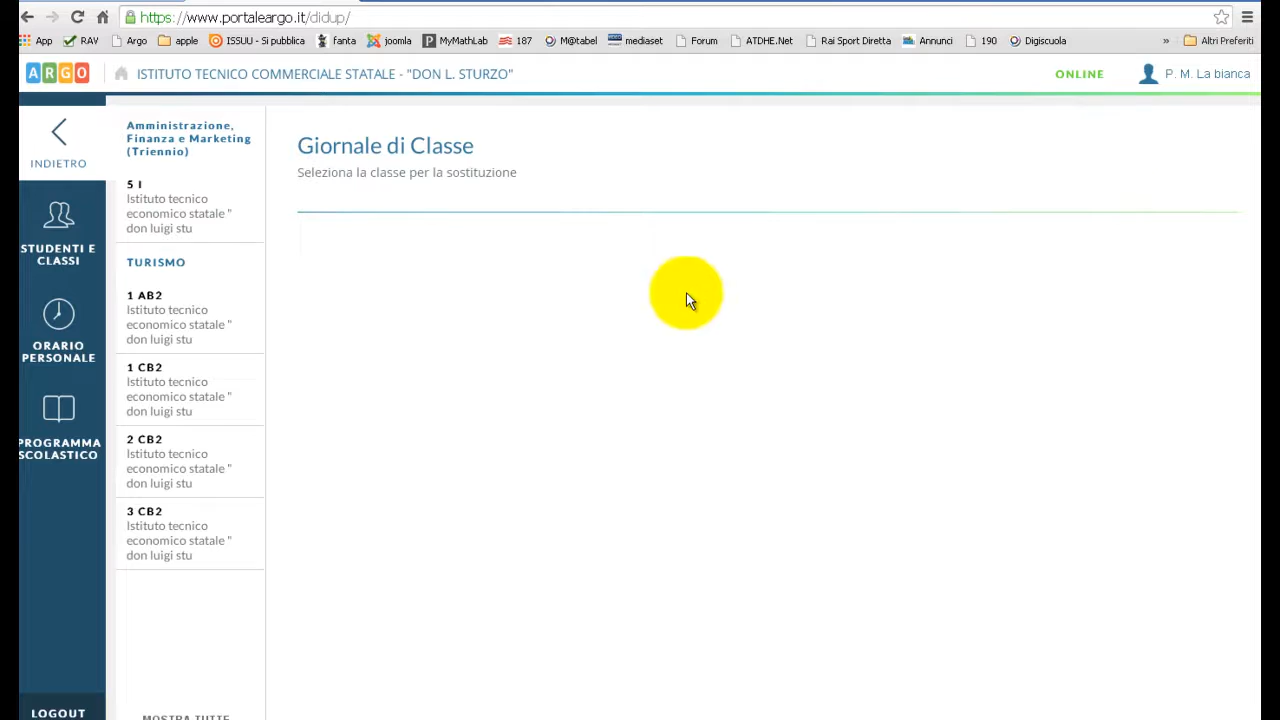 https://www.portaleargo.it/didup/
App RAV Argo apple ISSUU - Si pubblica fanta joomla MyMathLab 187 M@tabel mediaset Forum ATDHE.Net Rai Sport Diretta Annunci 190 Digiscuola » Altri Preferiti
ARGO ISTITUTO TECNICO COMMERCIALE STATALE - "DON L. STURZO" ONLINE P. M. La bianca
INDIETRO
STUDENTI E
CLASSI
ORARIO
PERSONALE
PROGRAMMA
SCOLASTICO
LOGOUT
Amministrazione,
Finanza e Marketing
(Triennio)
5 I
Istituto tecnico
economico statale "
don luigi stu
TURISMO
1 AB2
Istituto tecnico
economico statale "
don luigi stu
1 CB2
Istituto tecnico
economico statale "
don luigi stu
2 CB2
Istituto tecnico
economico statale "
don luigi stu
3 CB2
Istituto tecnico
economico statale "
don luigi stu
MOSTRA TUTTE
Giornale di Classe
Seleziona la classe per la sostituzione